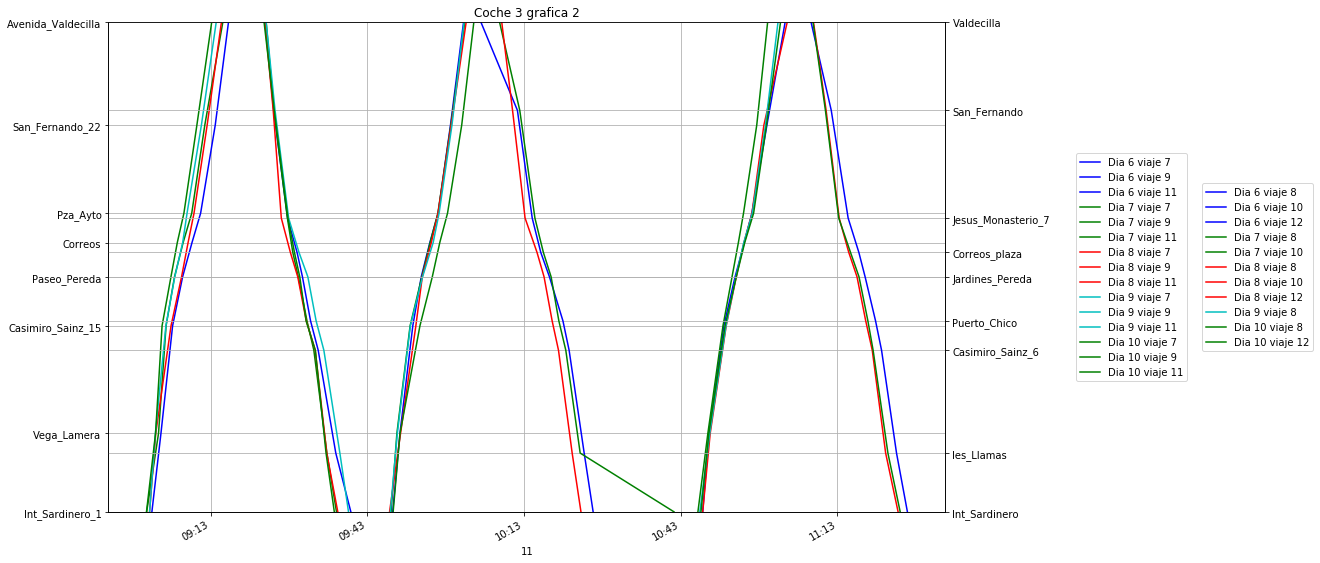 Coche 3 grafica 2
Avenida_Valdecilla
San_Fernando_22
Pza_Ayto
Correos
Paseo_Pereda
Casimiro_Sainz_15
Vega_Lamera
Int_Sardinero_1
Valdecilla
San_Fernando
Jesus_Monasterio_7
Correos_plaza
Jardines_Pereda
Puerto_Chico
Casimiro_Sainz_6
Ies_Llamas
Int_Sardinero
09:13
09:43
10:13
10:43
11:13
11
Dia 6 viaje 7
Dia 6 viaje 9
Dia 6 viaje 11
Dia 7 viaje 7
Dia 7 viaje 9
Dia 7 viaje 11
Dia 8 viaje 7
Dia 8 viaje 9
Dia 8 viaje 11
Dia 9 viaje 7
Dia 9 viaje 9
Dia 9 viaje 11
Dia 10 viaje 7
Dia 10 viaje 9
Dia 10 viaje 11
Dia 6 viaje 8
Dia 6 viaje 10
Dia 6 viaje 12
Dia 7 viaje 8
Dia 7 viaje 10
Dia 8 viaje 8
Dia 8 viaje 10
Dia 8 viaje 12
Dia 9 viaje 8
Dia 10 viaje 8
Dia 10 viaje 12